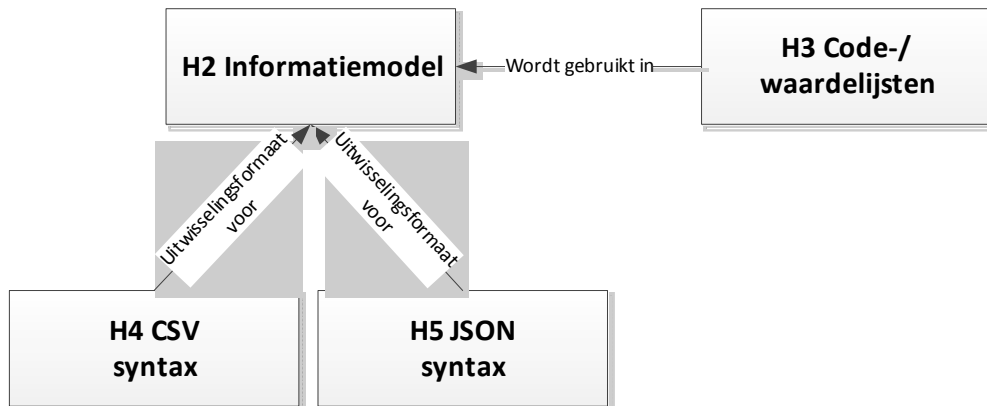 H2 Informatiemodel
Wordt gebruikt in
H3 Code-/
waardelijsten
Uitwisselingsformaat
voor
Uitwisselingsformaat
voor
H4 CSV
syntax
H5 JSON
syntax